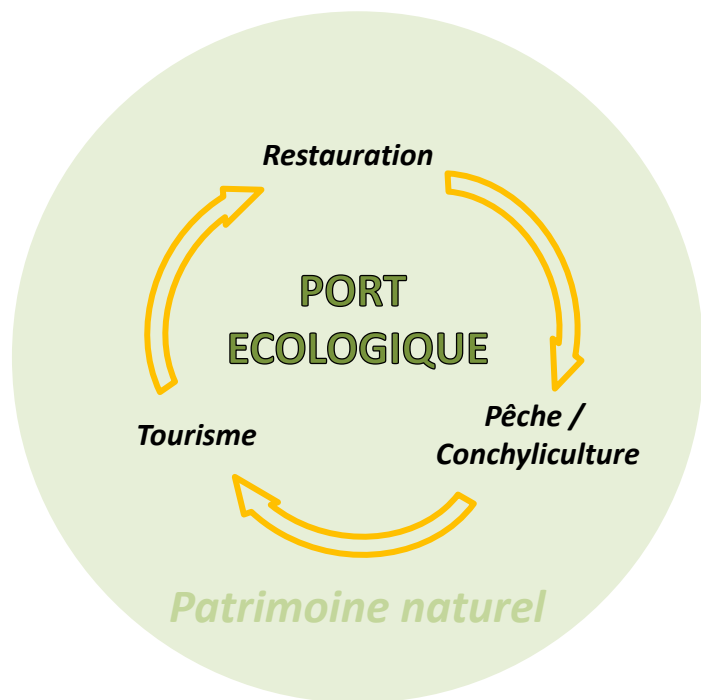 Restauration
PORT
ECOLOGIQUE
Pêche /
Conchyliculture
Tourisme
Patrimoine naturel